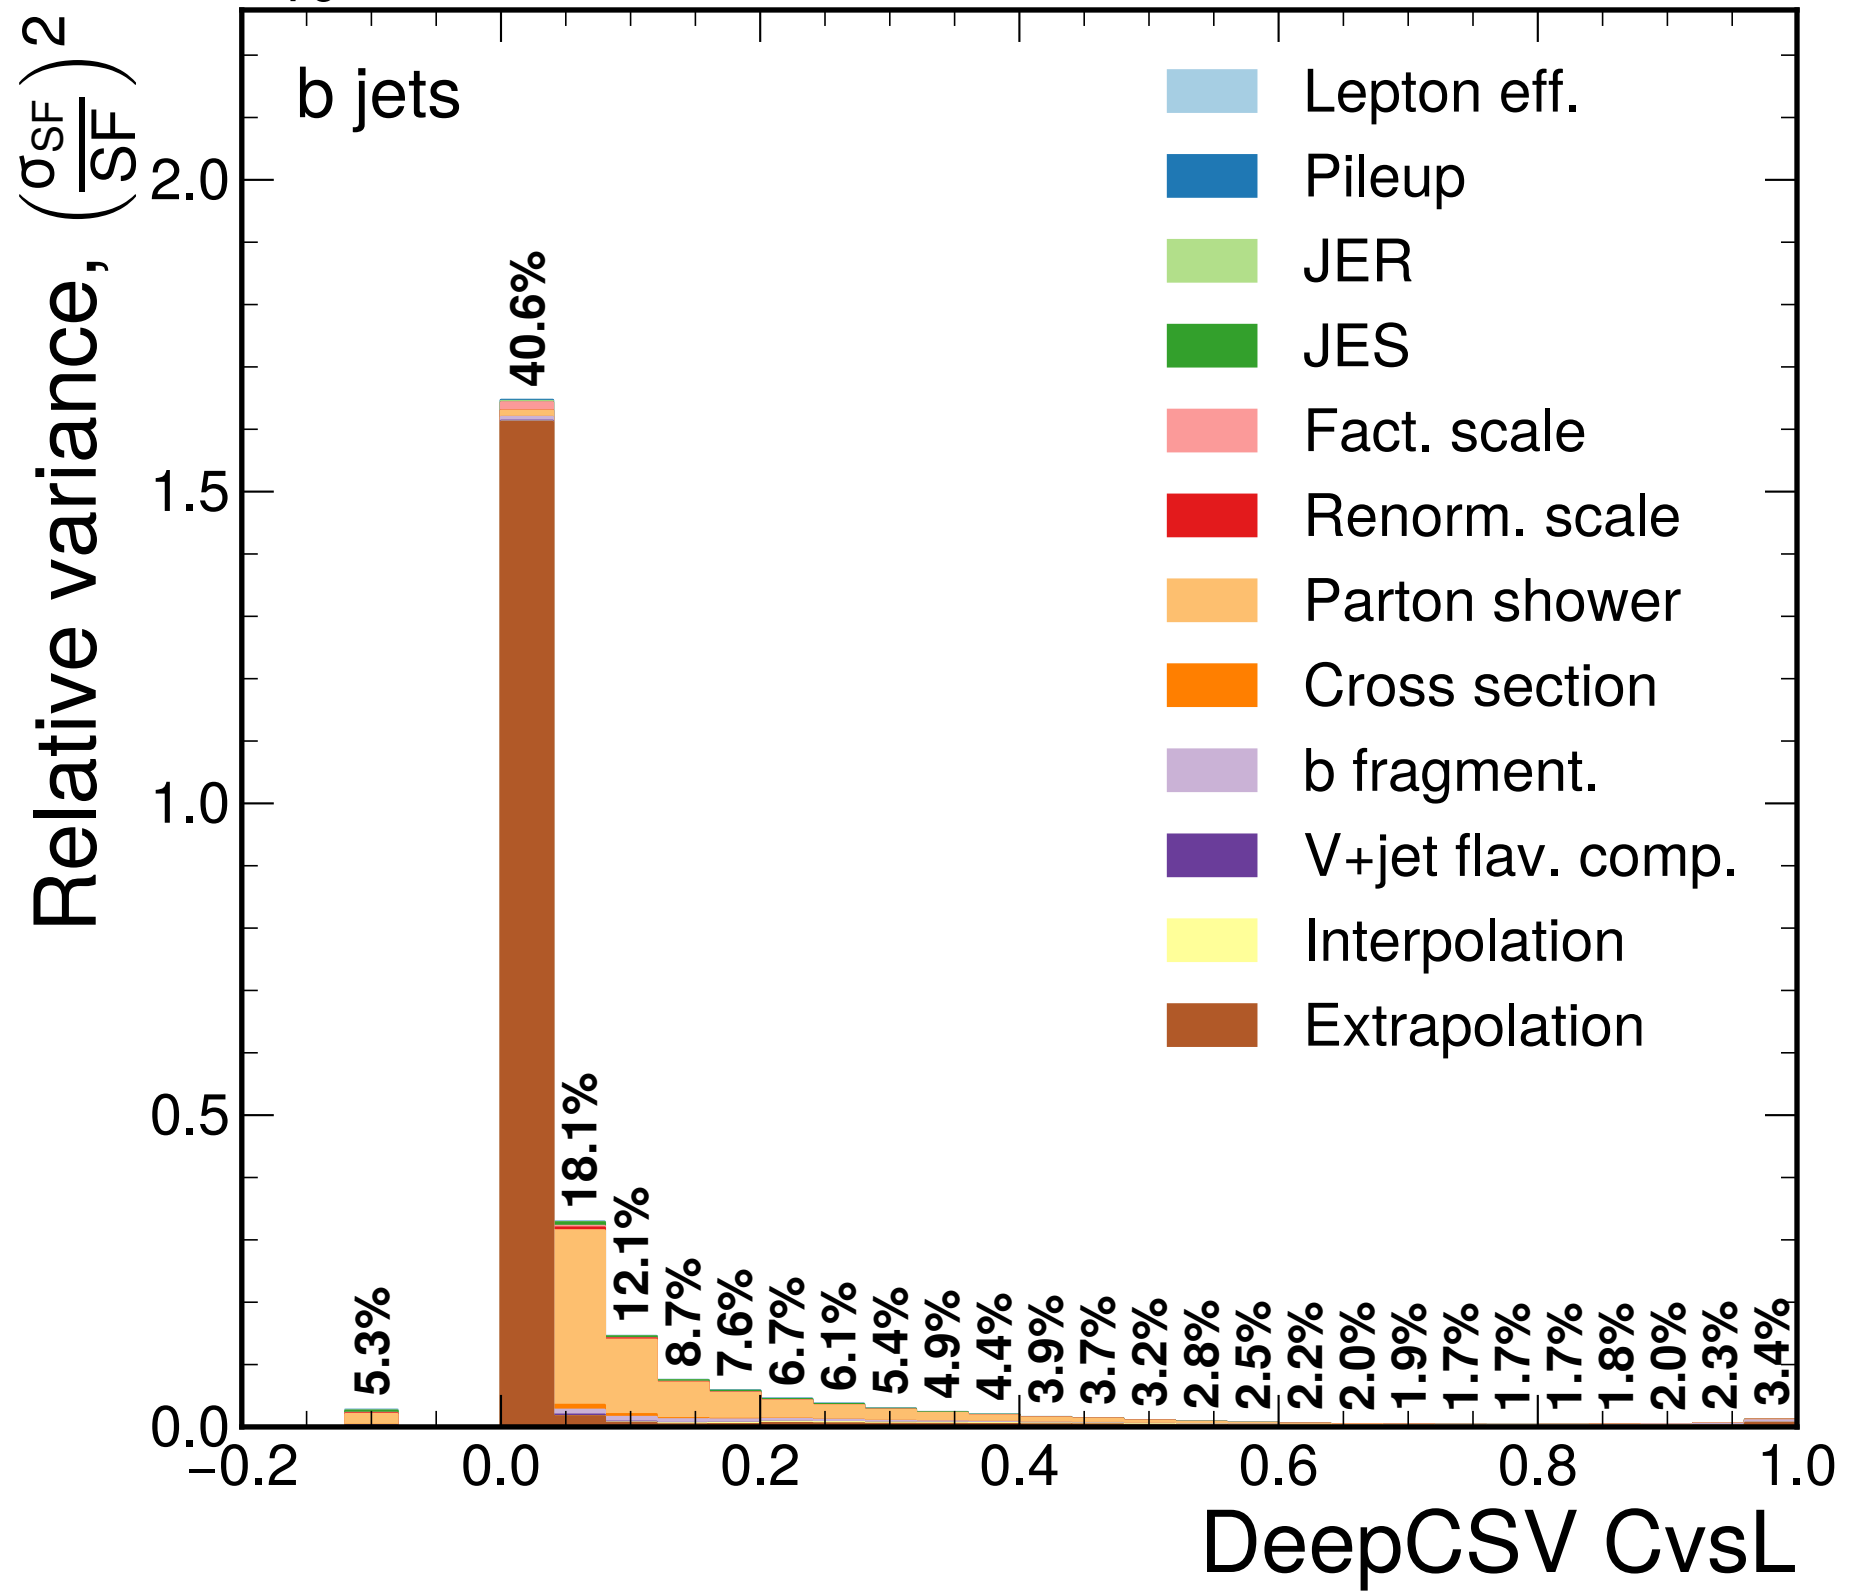 b jets
Relative variance, (σSF/SF)2
2.0
1.5
1.0
0.5
0.0
Lepton eff.
Pileup
JER
JES
Fact. scale
Renorm. scale
Parton shower
Cross section
b fragment.
V+jet flav. comp.
Interpolation
Extrapolation
5.3%
40.6%
18.1%
12.1%
8.7%
7.6%
6.7%
6.1%
5.4%
4.9%
4.4%
3.9%
3.7%
3.2%
2.8%
2.5%
2.2%
2.0%
1.9%
1.7%
1.7%
1.7%
1.8%
2.0%
2.3%
3.4%
−0.2 0.0 0.2 0.4 0.6 0.8 1.0
DeepCSV CvsL